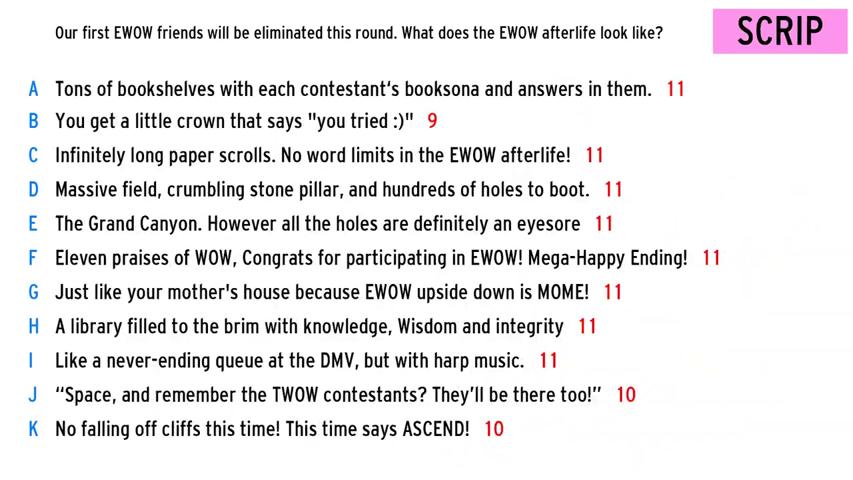 Our first EWOW friends will be eliminated this round. What does the EWOW afterlife look like?
SCRIP
A Tons of bookshelves with each contestant's booksona and answers in them. 11
B You get a little crown that says "you tried :)" 9
C Infinitely long paper scrolls. No word limits in the EWOW afterlife! 11
D Massive field, crumbling stone pillar, and hundreds of holes to boot. 11
E The Grand Canyon. However all the holes are definitely an eyesore 11
F Eleven praises of WOW, Congrats for participating in EWOW! Mega-Happy Ending! 11
G Just like your mother's house because EWOW upside down is MOME! 11
H A library filled to the brim with knowledge, Wisdom and integrity 11
I Like a never-ending queue at the DMV, but with harp music. 11
J “Space, and remember the TWOW contestants? They'll be there too!” 10
K No falling off cliffs this time! This time says ASCEND! 10